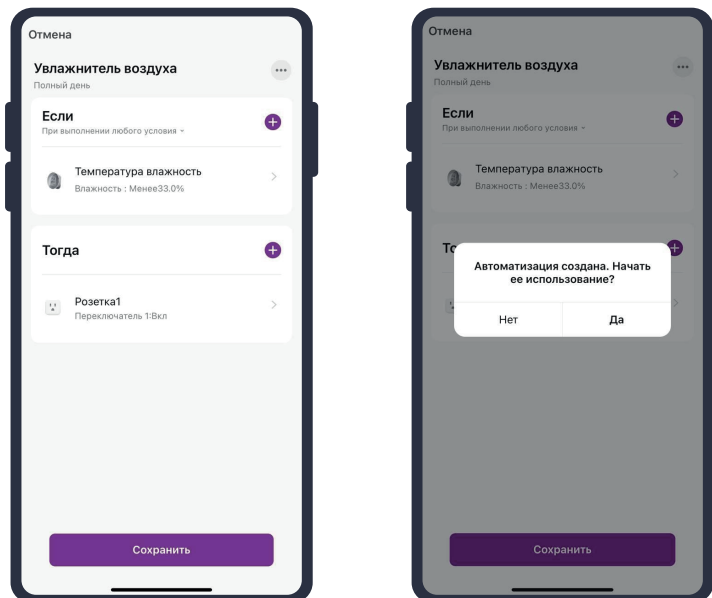 Отмена
Увлажнитель воздуха
Полный день
Если
При выполнении любого условия
Температура влажность
Влажность : Менее33.0%
Тогда
Розетка1
Переключатель 1:Вкл
Сохранить
Отмена
Увлажнитель воздуха
Полный день
Если
При выполнении любого условия
Температура влажность
Влажность : Менее33.0%
То
Автоматизация создана. Начать
ее использование?
Нет
Да
Сохранить